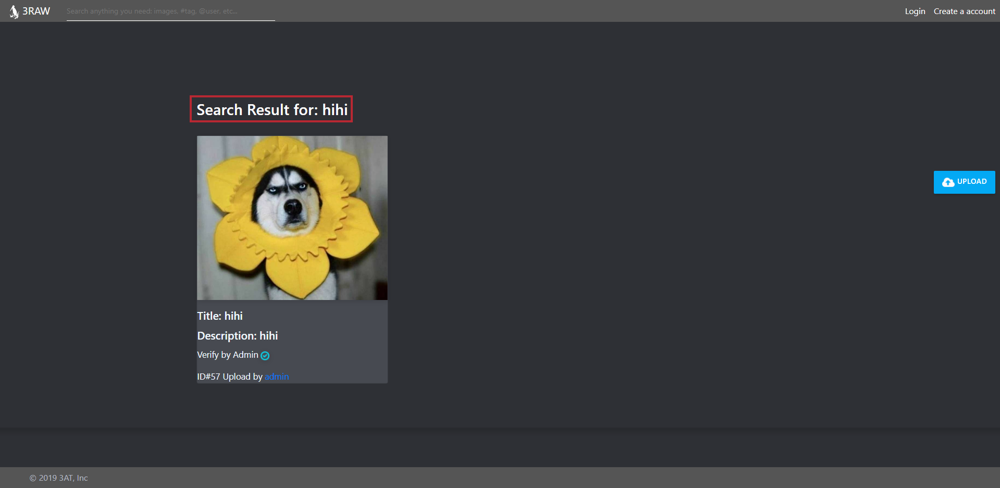 3RAW
Search anything you need: images, #tag, @user. etc...
Login
Create a account
Search Result for: hihi
UPLOAD
Title: hihi
Description: hihi
Verify by Admin
ID#57 Upload by admin
© 2019 3AT, Inc